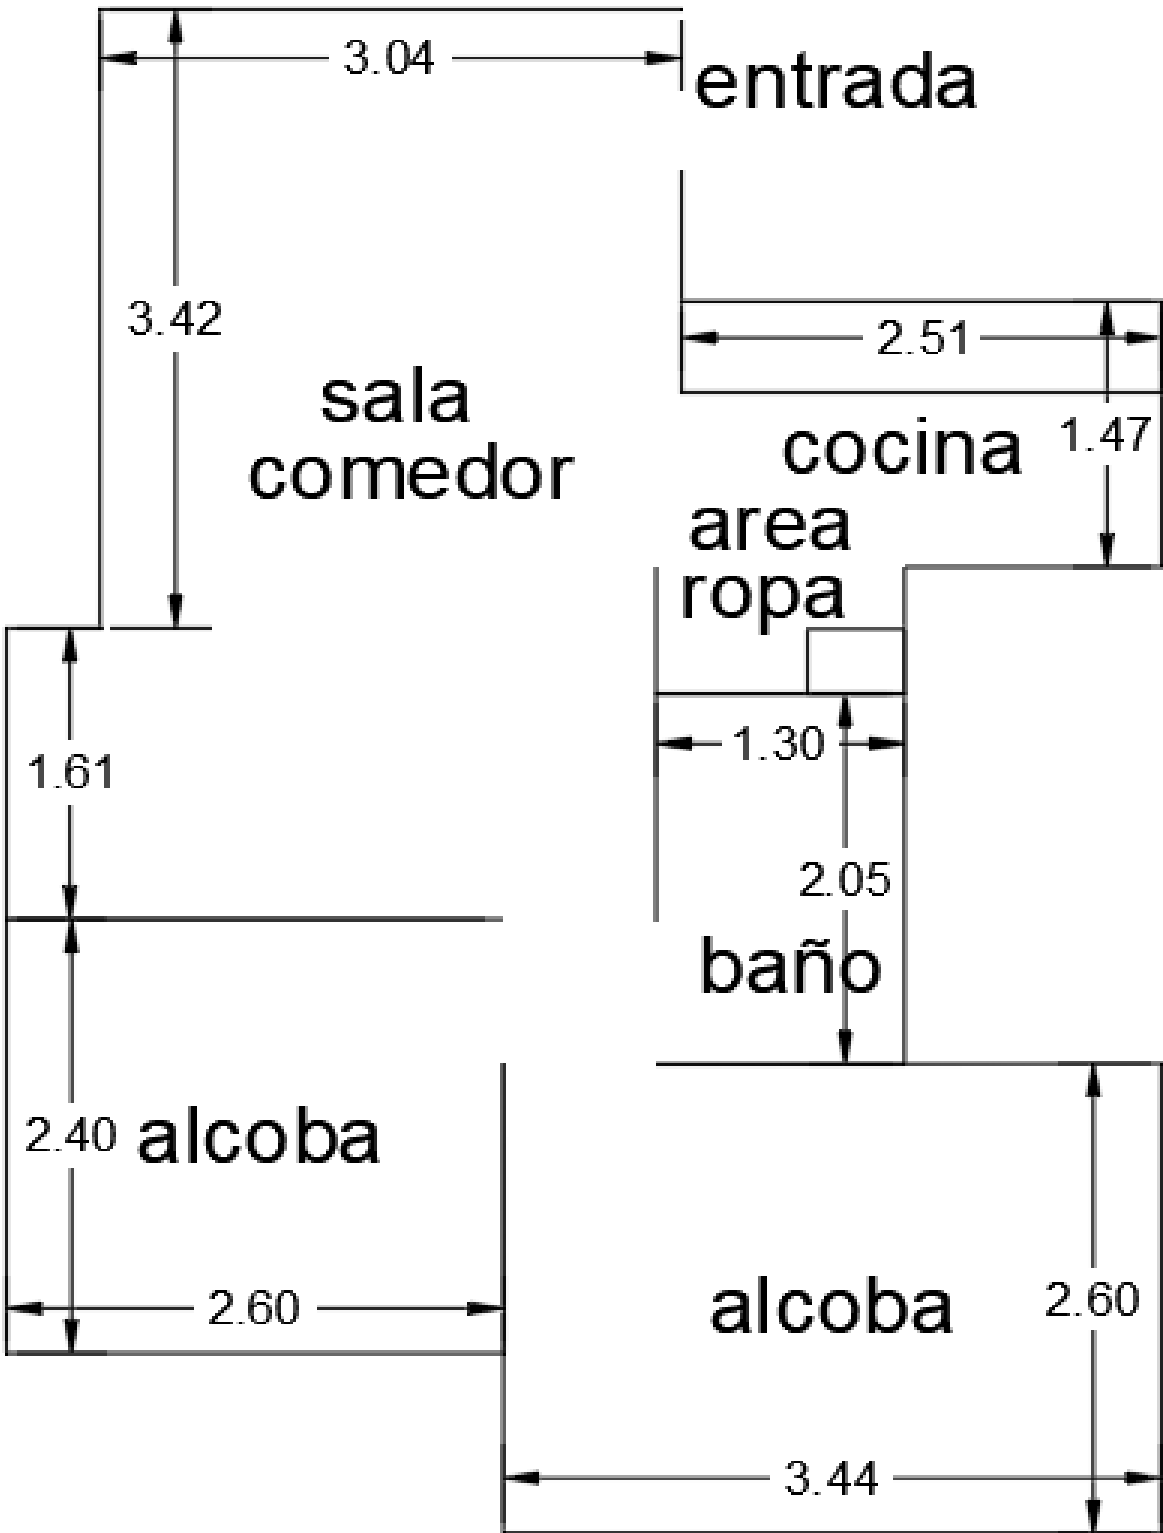 3.04
entrada
3.42
2.51
sala
comedor
cocina
1.47
area
ropa
1.61
1.30
2.05
baño
2.40
alcoba
2.60
alcoba
2.60
3.44